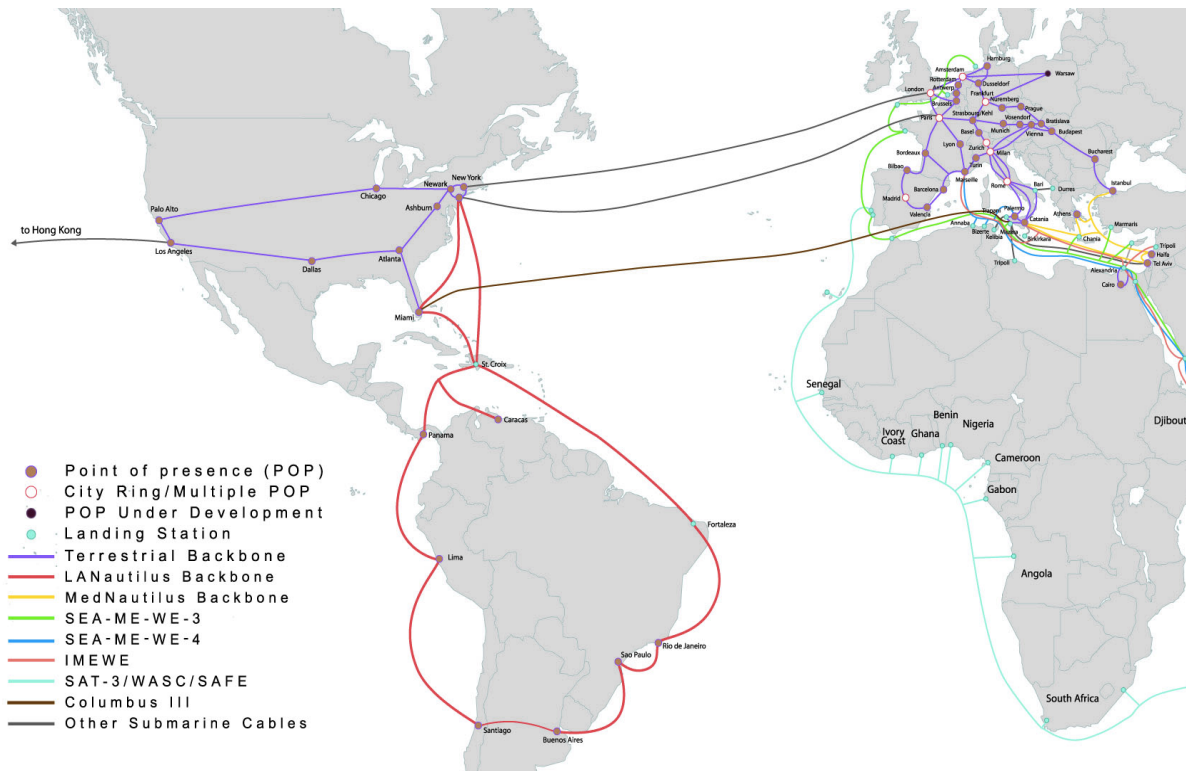 Hamburg
Amsterdam
Rotterdam
Warsaw
London
Antwerp
Dusseldorf
Brussels
Frankfurt
Nuremberg
Prague
Paris
Strasbourg/Kehl
Vosendorf
Bratislava
Basel
Munich
Vienna
Budapest
Lyon
Zurich
Milan
Bordeaux
Turin
Bucharest
Bilbao
Marseille
Rome
Bari
Durres
Istanbul
Barcelona
Madrid
Valencia
Trapani
Palermo
Athens
Annaba
Catania
Marmaris
Bizerte
Kelibia
Mazara
Birkirkara
Chania
Tripoli
Tripoli
Haifa
Tel Aviv
Alexandria
Cairo
New York
Newark
Chicago
Palo Alto
Ashburn
to Hong Kong
Los Angeles
Atlanta
Dallas
Miami
St. Croix
Caracas
Panama
Senegal
Benin
Ivory
Coast
Ghana
Nigeria
Djibout
Cameroon
Gabon
Fortaleza
Lima
Angola
Rio de Janeiro
Sao Paulo
South Africa
Santiago
Buenos Aires
Point of presence (POP)
City Ring/Multiple POP
POP Under Development
Landing Station
Terrestrial Backbone
LANautilus Backbone
MedNautilus Backbone
SEA-ME-WE-3
SEA-ME-WE-4
IMEWE
SAT-3/WASC/SAFE
Columbus III
Other Submarine Cables